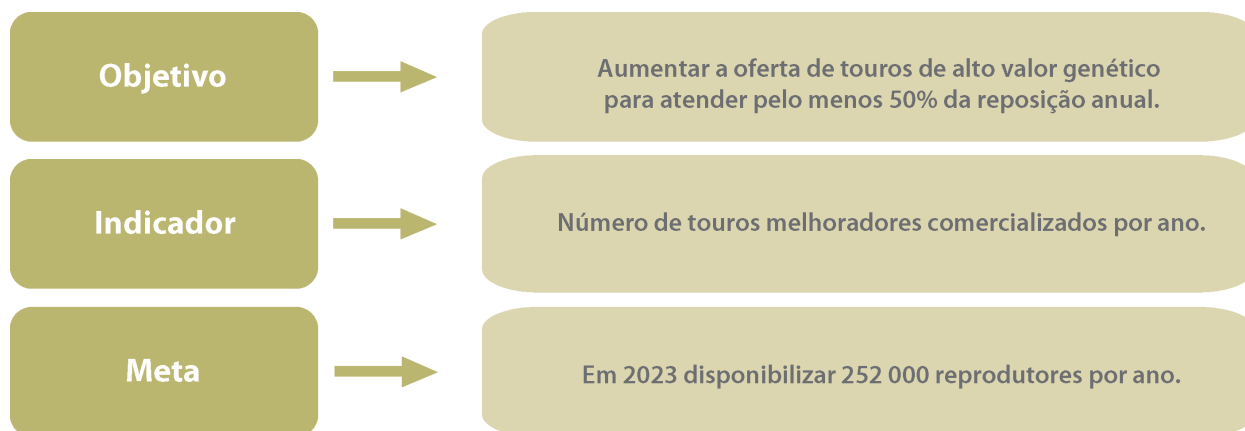 Objetivo
Aumentar a oferta de touros de alto valor genético
para atender pelo menos 50% da reposição anual.
Indicador
Número de touros melhoradores comercializados por ano.
Meta
Em 2023 disponibilizar 252 000 reprodutores por ano.